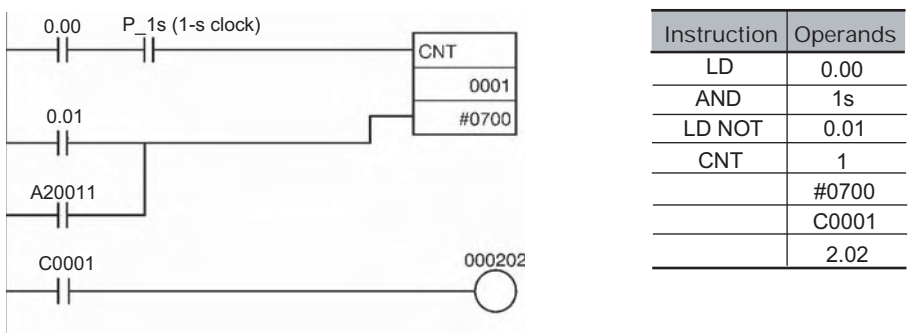 0.00 P_1s (1-s clock)
CNT
0001
#0700
0.01
A20011
C0001
000202
Instruction Operands
LD 0.00
AND 1s
LD NOT 0.01
CNT 1
#0700
C0001
2.02